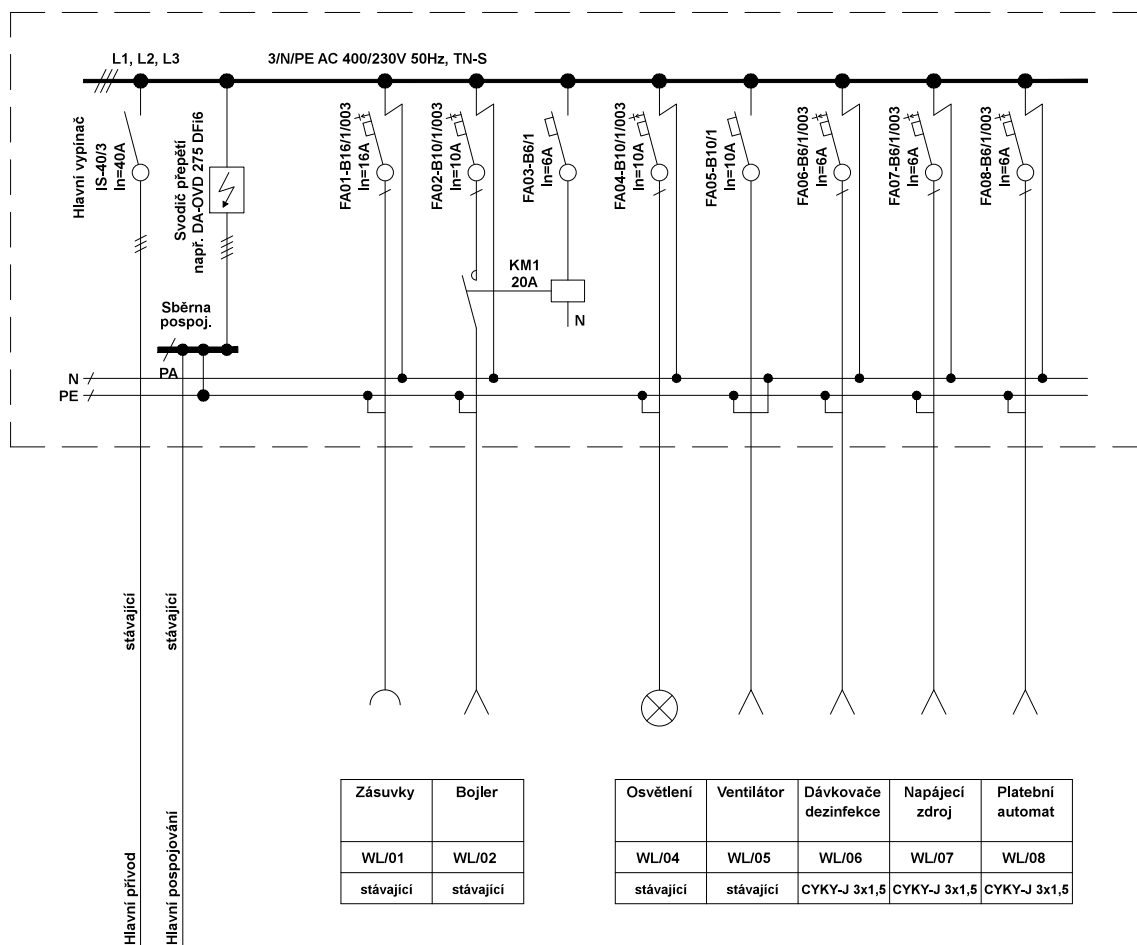 L1, L2, L3
3/N/PE AC 400/230V 50Hz, TN-S
Hlavní vypínač
IS-40/3
In=40A
Svodič přepětí
např. DA-OVD 275 DFi6
FA01-B16/1/003
In=16A
FA02-B10/1/003
In=10A
FA03-B6/1
In=6A
FA04-B10/1/003
In=10A
FA05-B10/1
In=10A
FA06-B6/1/003
In=6A
FA07-B6/1/003
In=6A
FA08-B6/1/003
In=6A
KM1
20A
N
Sběrna
pospoj.
PA
N
PE
stávající
stávající
Hlavní přívod
Hlavní pospojování
Zásuvky
Bojler
WL/01
WL/02
stávající
stávající
Osvětlení
Ventilátor
Dávkovače
dezinfekce
Napájecí
zdroj
Platební
automat
WL/04
WL/05
WL/06
WL/07
WL/08
stávající
stávající
CYKY-J 3x1,5
CYKY-J 3x1,5
CYKY-J 3x1,5